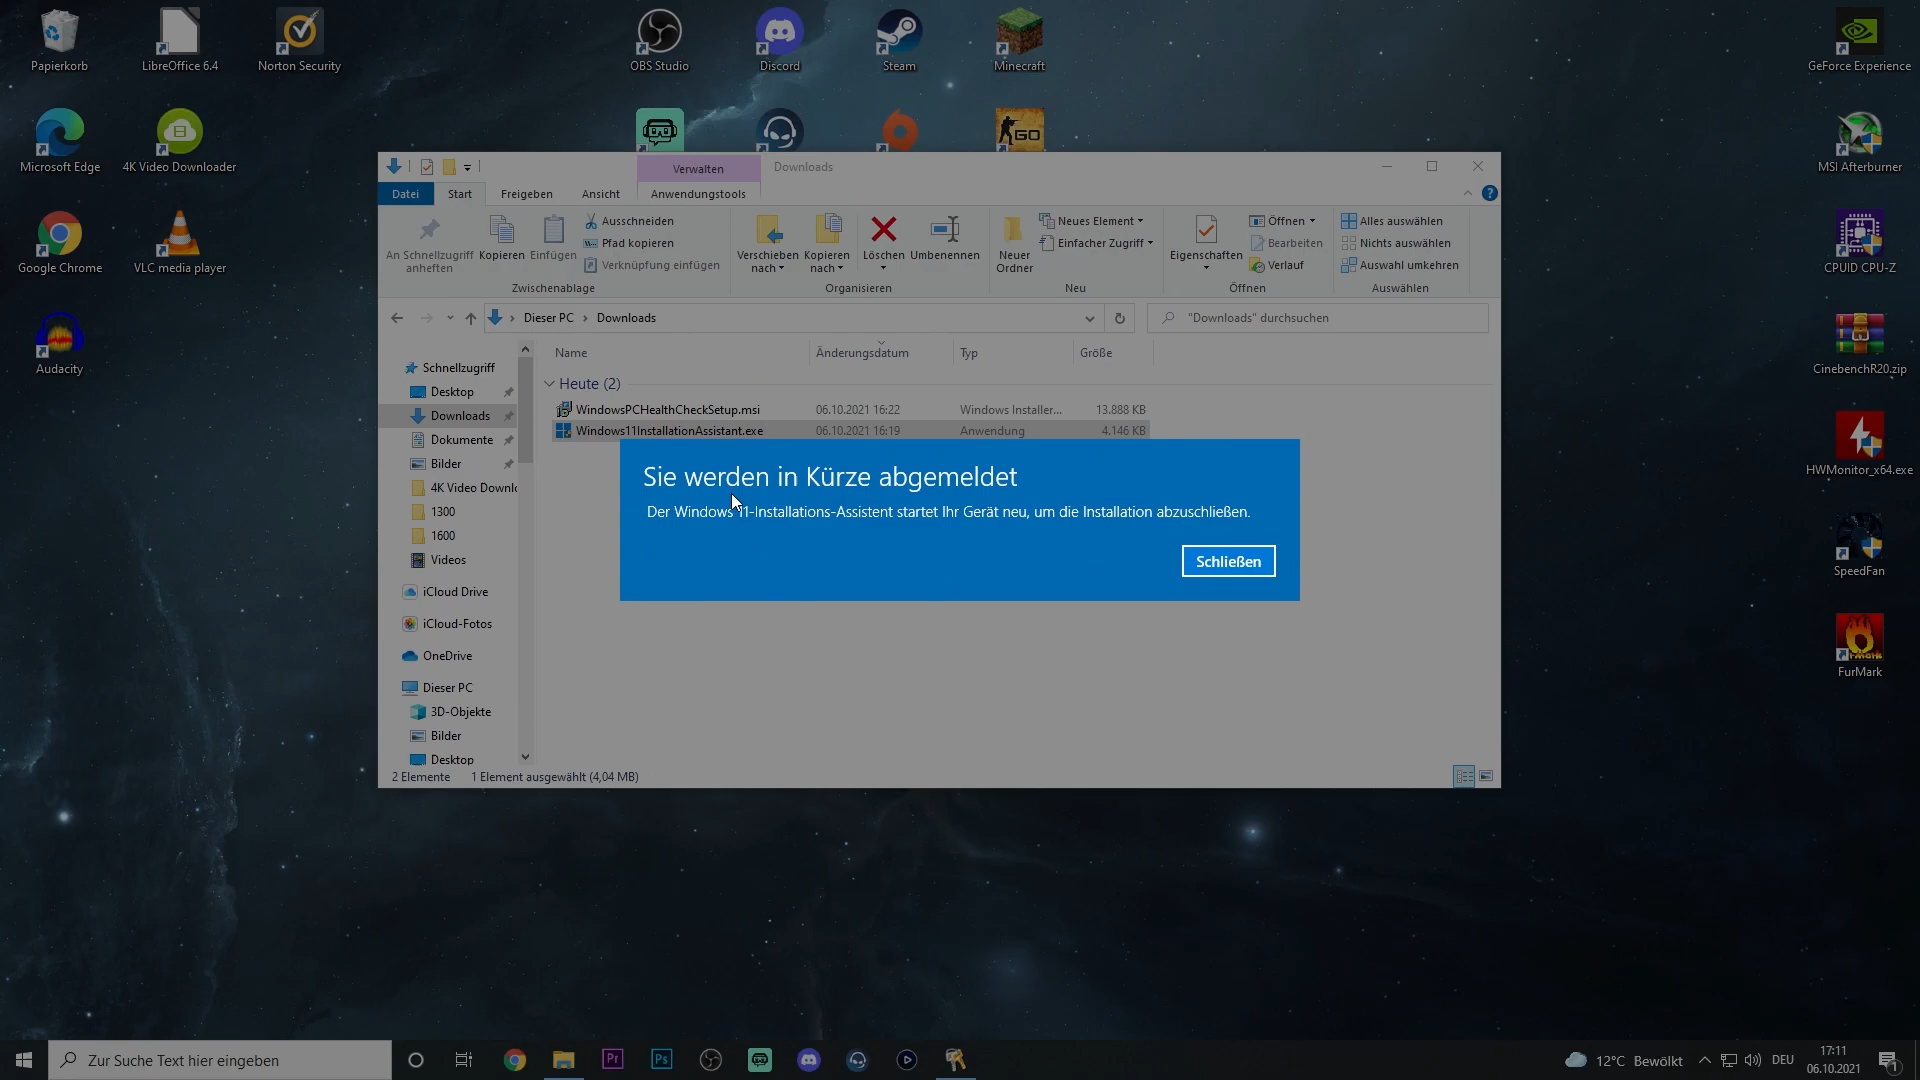 Papierkorb
LibreOffice 6.4
Norton Security
OBS Studio
Discord
Steam
Minecraft
GeForce Experience
Microsoft Edge
4K Video Downloader
GO
MSI Afterburner
Google Chrome
VLC media player
CPUID CPU-Z
Audacity
CinebenchR20.zip
HWMonitor_x64.exe
SpeedFan
FurMark
Verwalten
Downloads
Datei
Start
Freigeben
Ansicht
Anwendungstools
An Schnellzugriff
anheften
Kopieren
Einfügen
Ausschneiden
Pfad kopieren
Verknüpfung einfügen
Zwischenablage
Verschieben
nach
Kopieren
nach
Löschen
Umbenennen
Organisieren
Neuer
Ordner
Neues Element
Einfacher Zugriff
Neu
Eigenschaften
Öffnen
Bearbeiten
Verlauf
Öffnen
Alles auswählen
Nichts auswählen
Auswahl umkehren
Auswählen
Dieser PC
Downloads
"Downloads" durchsuchen
Name
Änderungsdatum
Typ
Größe
Schnellzugriff
Desktop
Downloads
Dokumente
Bilder
4K Video Downlo
1300
1600
Videos
iCloud Drive
iCloud-Fotos
OneDrive
Dieser PC
3D-Objekte
Bilder
Desktop
Heute (2)
WindowsPCHealthCheckSetup.msi 06.10.2021 16:22 Windows Installer... 13.888 KB
Windows11InstallationAssistant.exe 06.10.2021 16:19 Anwendung 4.146 KB
Sie werden in Kürze abgemeldet
Der Windows 11-Installations-Assistent startet Ihr Gerät neu, um die Installation abzuschließen.
Schließen
2 Elemente
1 Element ausgewählt (4,04 MB)
Zur Suche Text hier eingeben
Pr
Ps
12°C Bewölkt
DEU
17:11
06.10.2021
1